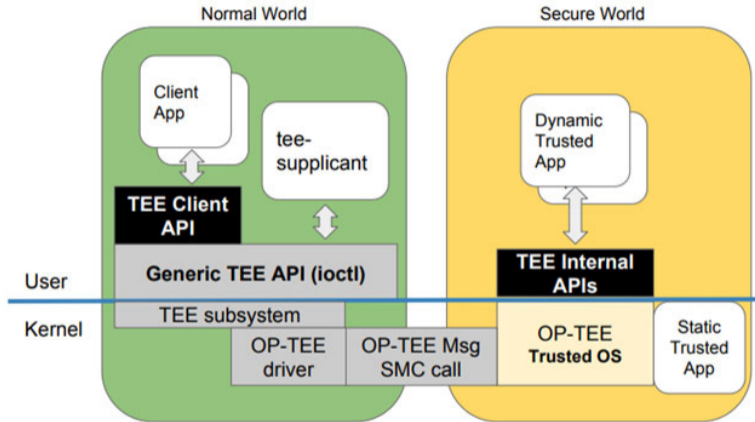 Normal World
Secure World
Client
App
tee-
supplicant
Dynamic
Trusted
App
TEE Client
API
Generic TEE API (ioctl)
TEE Internal
APIs
User
Kernel
TEE subsystem
OP-TEE
driver
OP-TEE Msg
SMC call
OP-TEE
Trusted OS
Static
Trusted
App